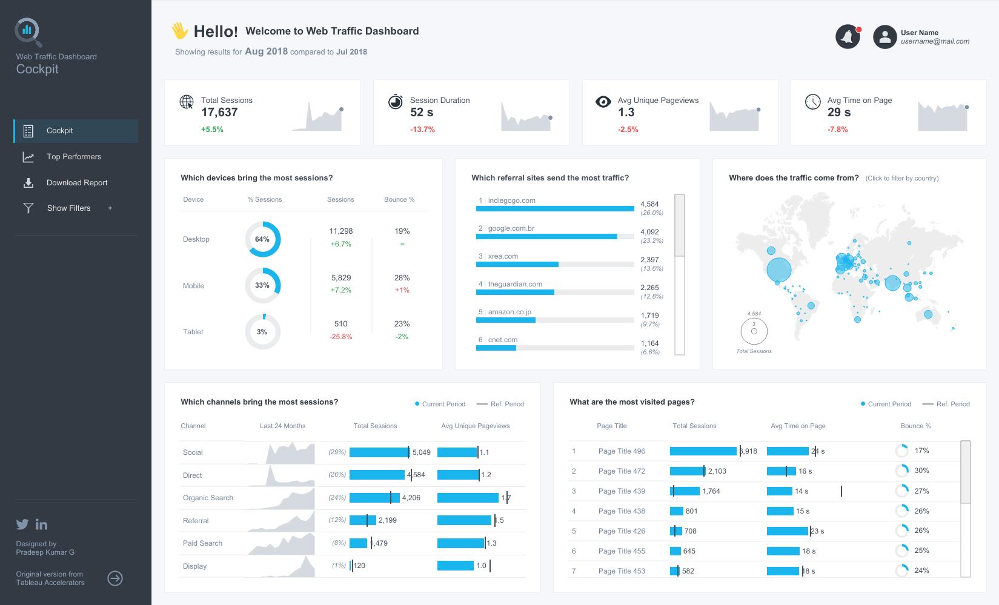 Web Traffic Dashboard
Cockpit
Cockpit
Top Performers
Download Report
Show Filters +
Designed by
Pradeep Kumar G
Original version from
Tableau Accelerators
Hello! Welcome to Web Traffic Dashboard
Showing results for Aug 2018 compared to Jul 2018
User Name
username@mail.com
Total Sessions
17,637
+5.5%
Session Duration
52 s
-13.7%
Avg Unique Pageviews
1.3
-2.5%
Avg Time on Page
29 s
-7.8%
Which devices bring the most sessions?
Device % Sessions Sessions Bounce %
Desktop 64% 11,298 19%
+6.7% =
Mobile 33% 5,829 28%
+7.2% +1%
Tablet 3% 510 23%
-25.8% -2%
Which referral sites send the most traffic?
1 | indiegogo.com 4,584
(26.0%)
2 | google.com.br 4,092
(23.2%)
3 | xrea.com 2,397
(13.6%)
4 | theguardian.com 2,265
(12.8%)
5 | amazon.co.jp 1,719
(9.7%)
6 | cnet.com 1,164
(6.6%)
Where does the traffic come from? (Click to filter by country)
4,584
3
Total Sessions
Which channels bring the most sessions?
Current Period Ref. Period
Channel Last 24 Months Total Sessions Avg Unique Pageviews
Social (29%) 5,049 1.1
Direct (26%) 4,584 1.2
Organic Search (24%) 4,206 1.7
Referral (12%) 2,199 1.5
Paid Search (8%) 1,479 1.3
Display (1%) 120 1.0
What are the most visited pages?
Current Period Ref. Period
Page Title Total Sessions Avg Time on Page Bounce %
1 Page Title 496 3,918 24 s 17%
2 Page Title 472 2,103 16 s 30%
3 Page Title 439 1,764 14 s 27%
4 Page Title 438 801 15 s 26%
5 Page Title 426 708 23 s 26%
6 Page Title 455 645 18 s 25%
7 Page Title 453 582 18 s 24%